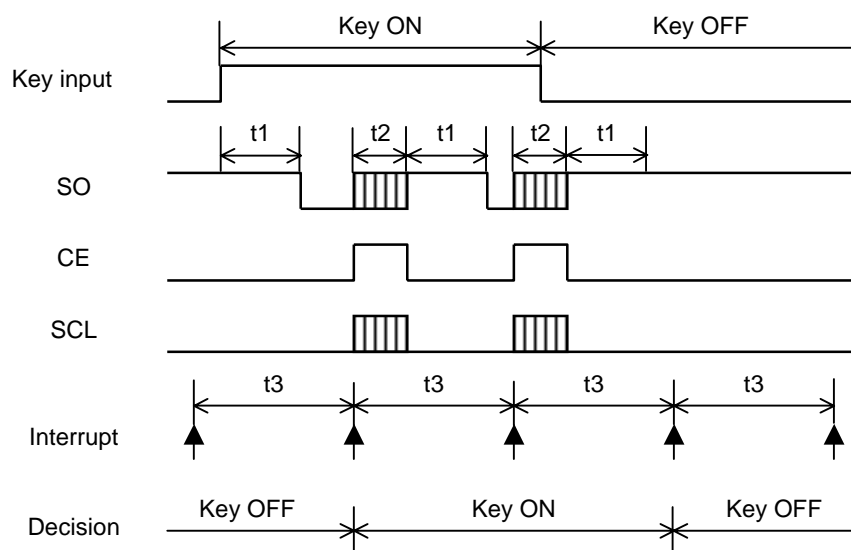 Key ON Key OFF
Key input
t1 t2 t1 t2 t1
SO
CE
SCL
t3 t3 t3 t3
Interrupt
Key OFF Key ON Key OFF
Decision